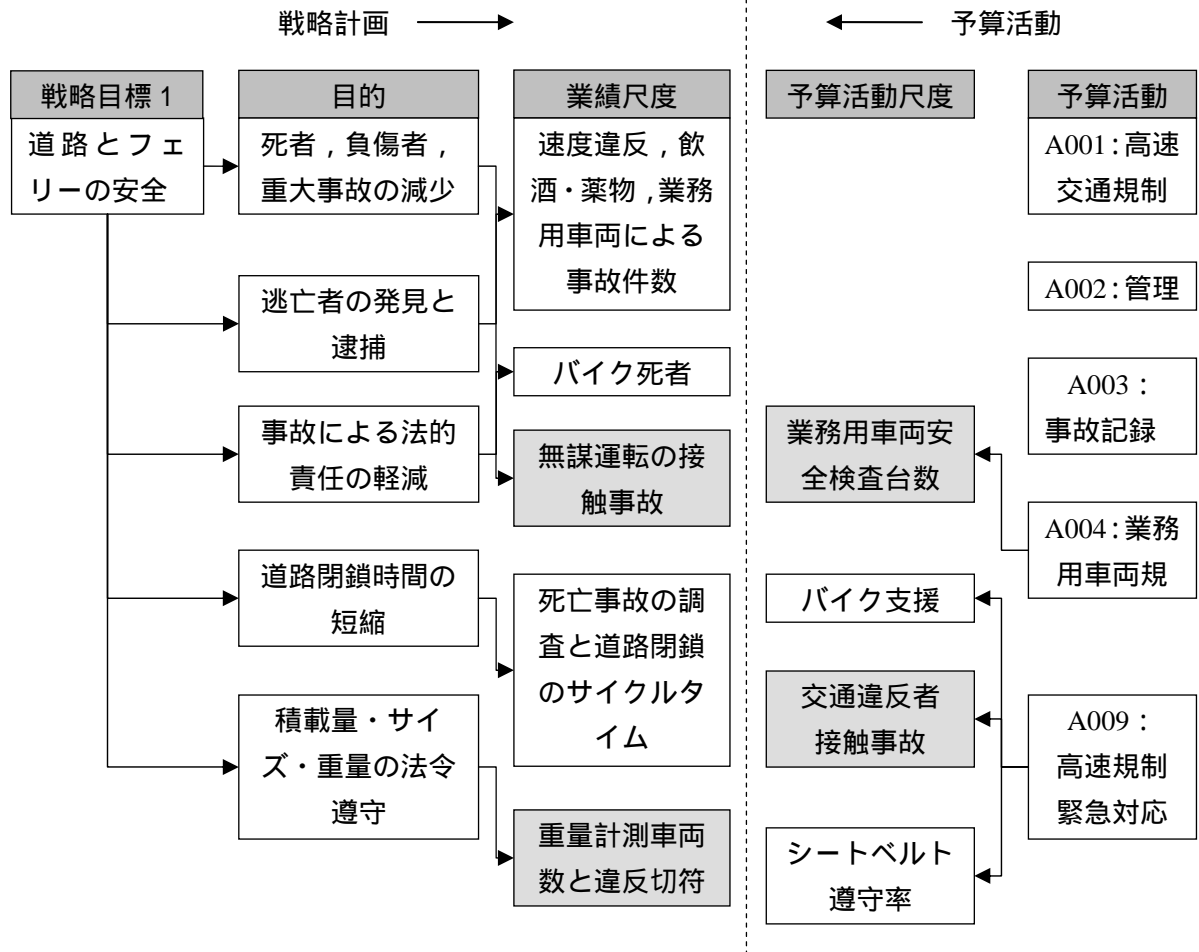 戦略計画
予算活動
戦略目標１
道路とフェ
リーの安全
目的
死者，負傷者，
重大事故の減少
逃亡者の発見と
逮捕
事故による法的
責任の軽減
道路閉鎖時間の
短縮
積載量・サイ
ズ・重量の法令
遵守
業績尺度
速度違反，飲
酒・薬物，業務
用車両による
事故件数
バイク死者
無謀運転の接
触事故
死亡事故の調
査と道路閉鎖
のサイクルタ
イム
重量計測車両
数と違反切符
予算活動尺度
業務用車両安
全検査台数
バイク支援
交通違反者
接触事故
シートベルト
遵守率
予算活動
A001：高速
交通規制
A002：管理
A003：
事故記録
A004：業務
用車両規
A009：
高速規制
緊急対応